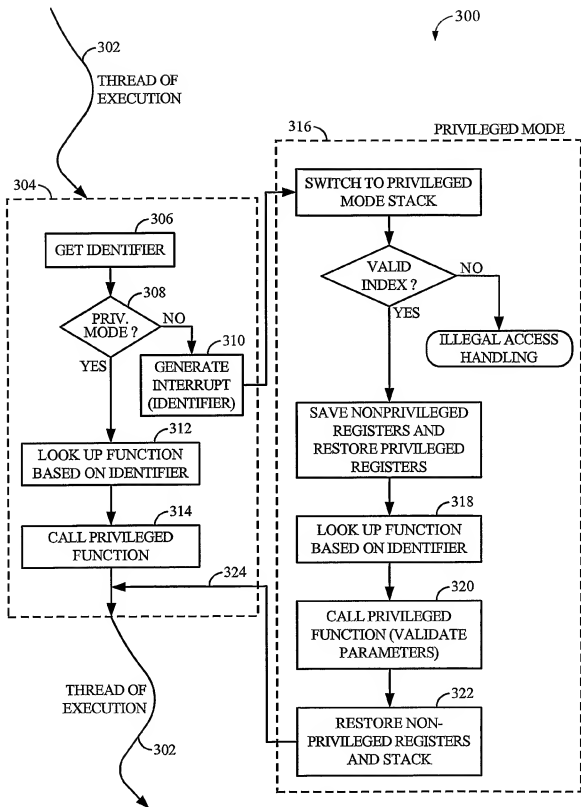 300
302
THREAD OF
EXECUTION
304
306
GET IDENTIFIER
308
PRIV.
MODE ?
NO
YES
310
GENERATE
INTERRUPT
(IDENTIFIER)
312
LOOK UP FUNCTION
BASED ON IDENTIFIER
314
CALL PRIVILEGED
FUNCTION
324
THREAD OF
EXECUTION
302
316
PRIVILEGED MODE
SWITCH TO PRIVILEGED
MODE STACK
VALID
INDEX ?
NO
YES
ILLEGAL ACCESS
HANDLING
SAVE NONPRIVILEGED
REGISTERS AND
RESTORE PRIVILEGED
REGISTERS
318
LOOK UP FUNCTION
BASED ON IDENTIFIER
320
CALL PRIVILEGED
FUNCTION (VALIDATE
PARAMETERS)
322
RESTORE NON-
PRIVILEGED REGISTERS
AND STACK